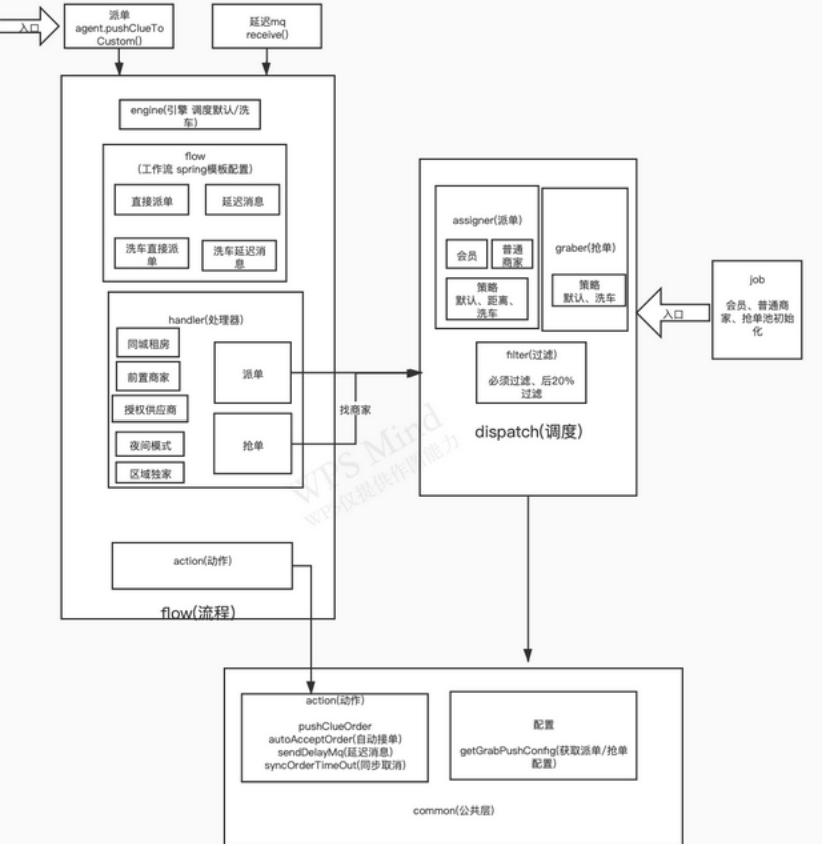 入口
派单
agent.pushClueTo
Custom()
延迟mq
receive()
engine(引擎 调度默认/洗
车)
flow
(工作流 spring模板配置)
直接派单
延迟消息
洗车直接派
单
洗车延迟消
息
handler(处理器)
同城租房
前置商家
授权供应商
夜间模式
区域独家
派单
抢单
找商家
action(动作)
flow(流程)
assigner(派单)
会员
普通
商家
策略
默认、距离、
洗车
graber(抢单)
策略
默认、洗车
filter(过滤)
必须过滤、后20%
过滤
dispatch(调度)
入口
job
会员、普通商
家、抢单池初始
化
WPS Mind
WPS仅提供作图能力
action(动作)
pushClueOrder
autoAcceptOrder(自动接单)
sendDelayMq(延迟消息)
syncOrderTimeOut(同步取消)
配置
getGrabPushConfig(获取派单/抢单
配置)
common(公共层)